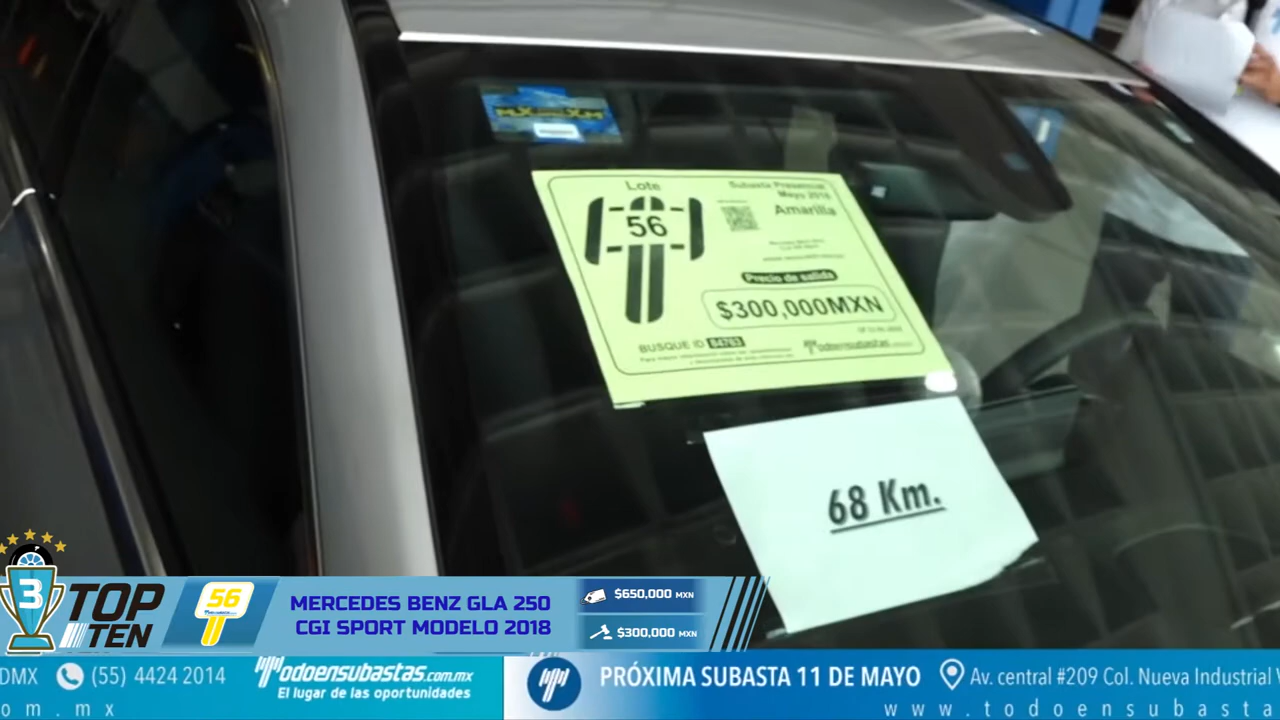 Lote
56
Subasta Presencial
Mayo 2018
Amarilla
Precio de salida
$300,000MXN
BUSQUE ID 84783
Todoensubastas
68 Km.
3
TOP
TEN
56
MERCEDES BENZ GLA 250
CGI SPORT MODELO 2018
$650,000 MXN
$300,000 MXN
DMX (55) 4424 2014
Todoensubastas.com.mx
El lugar de las oportunidades
PRÓXIMA SUBASTA 11 DE MAYO
Av. central #209 Col. Nueva Industrial V
om.mx
www.todoensubasta